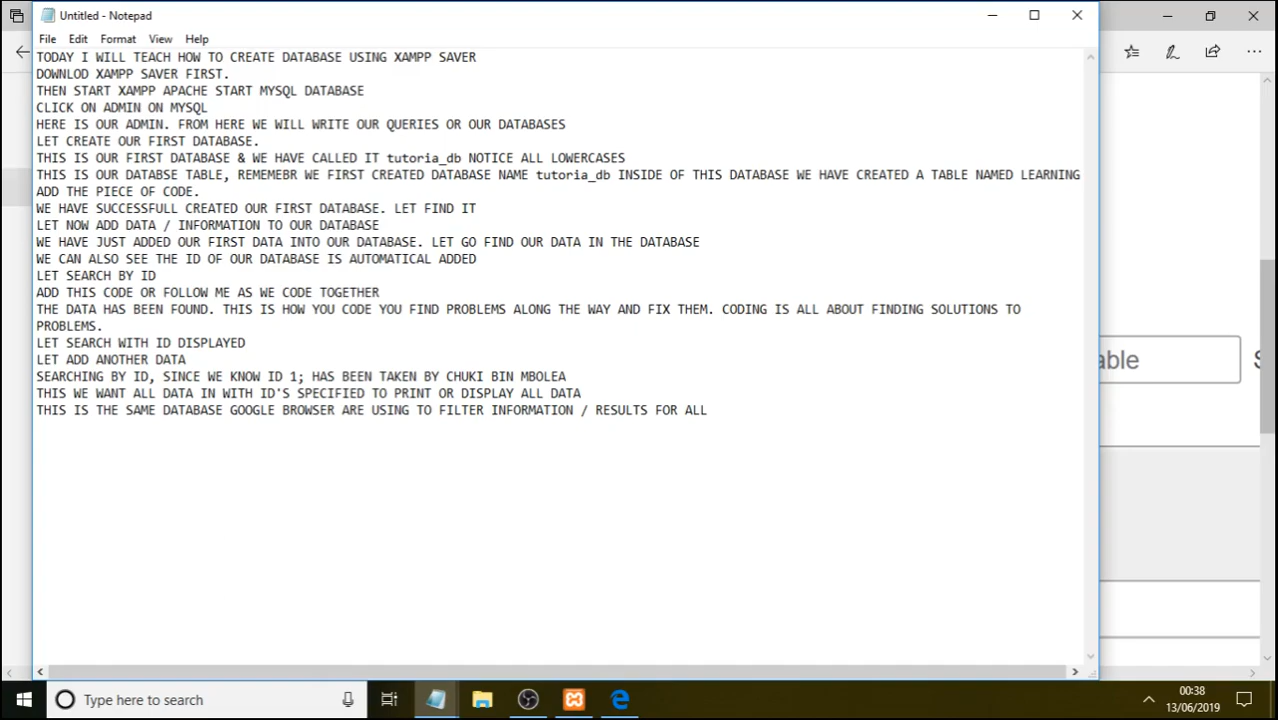 Untitled - Notepad
File Edit Format View Help
TODAY I WILL TEACH HOW TO CREATE DATABASE USING XAMPP SAVER
DOWNLOD XAMPP SAVER FIRST.
THEN START XAMPP APACHE START MYSQL DATABASE
CLICK ON ADMIN ON MYSQL
HERE IS OUR ADMIN. FROM HERE WE WILL WRITE OUR QUERIES OR OUR DATABASES
LET CREATE OUR FIRST DATABASE.
THIS IS OUR FIRST DATABASE & WE HAVE CALLED IT tutoria_db NOTICE ALL LOWERCASES
THIS IS OUR DATABSE TABLE, REMEMEBR WE FIRST CREATED DATABASE NAME tutoria_db INSIDE OF THIS DATABASE WE HAVE CREATED A TABLE NAMED LEARNING
ADD THE PIECE OF CODE.
WE HAVE SUCCESSFULL CREATED OUR FIRST DATABASE. LET FIND IT
LET NOW ADD DATA / INFORMATION TO OUR DATABASE
WE HAVE JUST ADDED OUR FIRST DATA INTO OUR DATABASE. LET GO FIND OUR DATA IN THE DATABASE
WE CAN ALSO SEE THE ID OF OUR DATABASE IS AUTOMATICAL ADDED
LET SEARCH BY ID
ADD THIS CODE OR FOLLOW ME AS WE CODE TOGETHER
THE DATA HAS BEEN FOUND. THIS IS HOW YOU CODE YOU FIND PROBLEMS ALONG THE WAY AND FIX THEM. CODING IS ALL ABOUT FINDING SOLUTIONS TO
PROBLEMS.
LET SEARCH WITH ID DISPLAYED
LET ADD ANOTHER DATA
SEARCHING BY ID, SINCE WE KNOW ID 1; HAS BEEN TAKEN BY CHUKI BIN MBOLEA
THIS WE WANT ALL DATA IN WITH ID'S SPECIFIED TO PRINT OR DISPLAY ALL DATA
THIS IS THE SAME DATABASE GOOGLE BROWSER ARE USING TO FILTER INFORMATION / RESULTS FOR ALL
able
Type here to search
00:38
13/06/2019